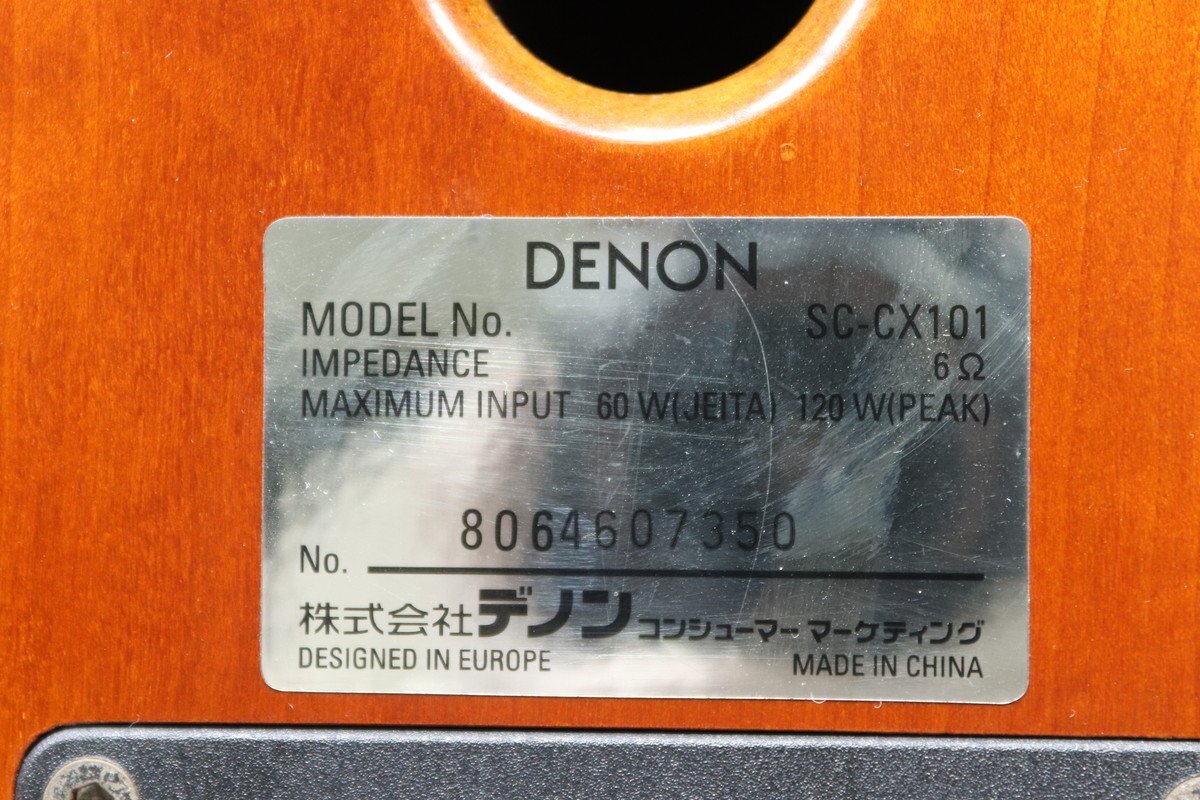 DENON
MODEL No. SC-CX101
IMPEDANCE 6Ω
MAXIMUM INPUT 60 W(JEITA) 120 W(PEAK)
8064607350
No.
株式会社デノン コンシューマー マーケティング
DESIGNED IN EUROPE MADE IN CHINA